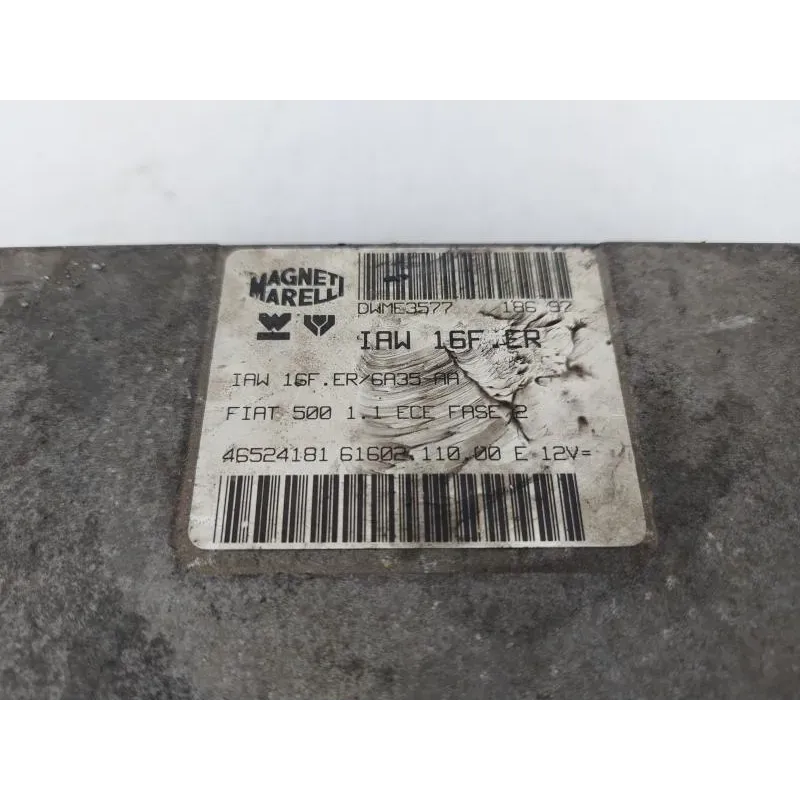 MAGNETI
MARELLI
DWME3577 186 97
IAW 16F.ER
IAW 16F.ER/6A35-AA
FIAT 500 1.1 ECE FASE 2
46524181 61602.110.00 E 12V=